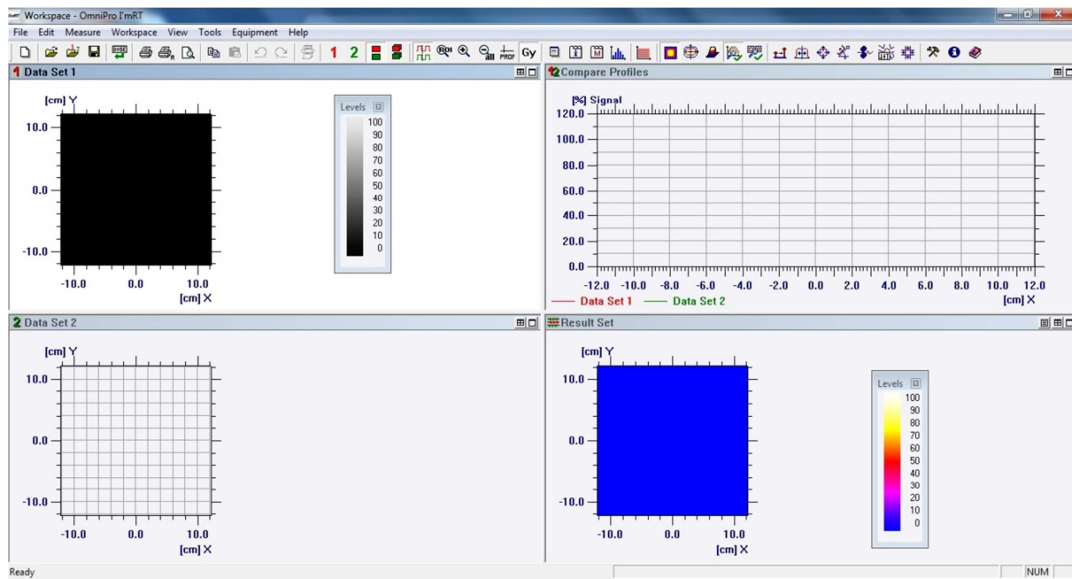 Workspace - OmniPro I'mRT
File Edit Measure Workspace View Tools Equipment Help
1 2 ROI PROF Gy
1 Data Set 1
[cm] Y
10.0
0.0
-10.0
-10.0 0.0 10.0
[cm] X
Levels
100
90
80
70
60
50
40
30
20
10
0
12 Compare Profiles
[%] Signal
120.0
100.0
80.0
60.0
40.0
20.0
0.0
-12.0 -10.0 -8.0 -6.0 -4.0 -2.0 0.0 2.0 4.0 6.0 8.0 10.0 12.0
Data Set 1 Data Set 2 [cm] X
2 Data Set 2
[cm] Y
10.0
0.0
-10.0
-10.0 0.0 10.0
[cm] X
Result Set
[cm] Y
10.0
0.0
-10.0
-10.0 0.0 10.0
[cm] X
Levels
100
90
80
70
60
50
40
30
20
10
0
Ready NUM